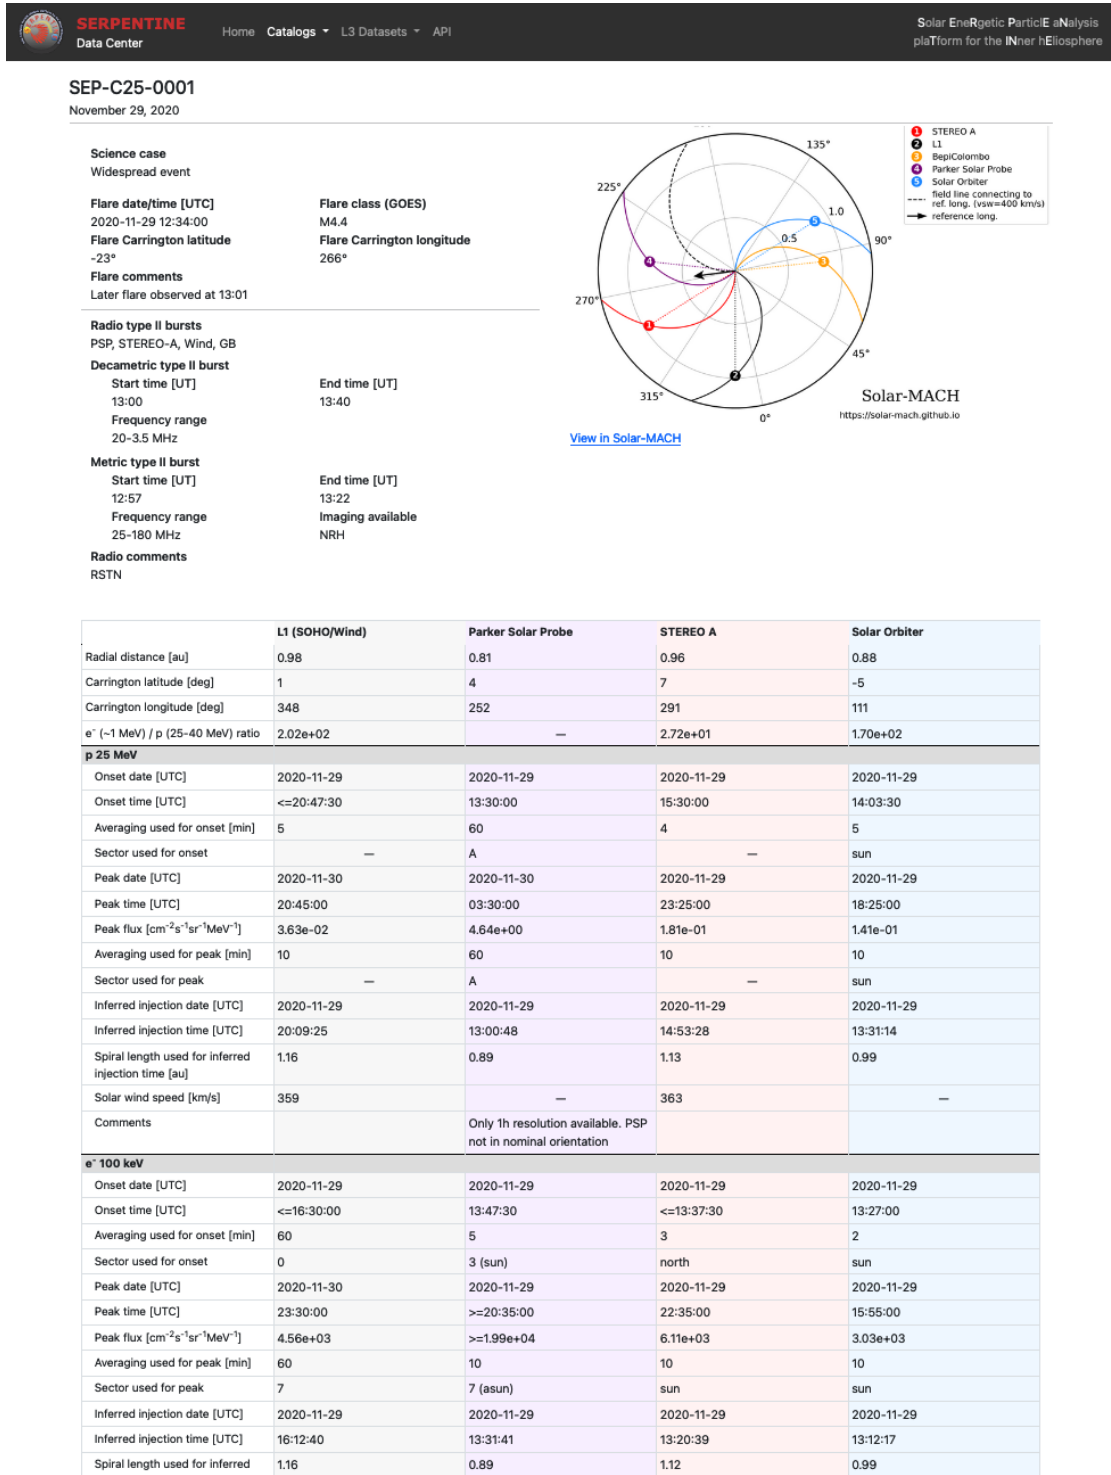 SERPENTINE
Data Center
Home Catalogs L3 Datasets API
Solar EneRgetic ParticlE aNalysis
plaTform for the INner hEliosphere
SEP-C25-0001
November 29, 2020
Science case
Widespread event
Flare date/time [UTC] Flare class (GOES)
2020-11-29 12:34:00 M4.4
Flare Carrington latitude Flare Carrington longitude
-23° 266°
Flare comments
Later flare observed at 13:01
Radio type II bursts
PSP, STEREO-A, Wind, GB
Decametric type II burst
Start time [UT] End time [UT]
13:00 13:40
Frequency range
20-3.5 MHz
Metric type II burst
Start time [UT] End time [UT]
12:57 13:22
Frequency range Imaging available
25-180 MHz NRH
Radio comments
RSTN
135°
225°
1.0
5
0.5
90°
4
3
270°
1
45°
2
315°
0°
1 STEREO A
2 L1
3 BepiColombo
4 Parker Solar Probe
5 Solar Orbiter
field line connecting to
ref. long. (vsw=400 km/s)
reference long.
Solar-MACH
https://solar-mach.github.io
View in Solar-MACH
L1 (SOHO/Wind) Parker Solar Probe STEREO A Solar Orbiter
Radial distance [au] 0.98 0.81 0.96 0.88
Carrington latitude [deg] 1 4 7 -5
Carrington longitude [deg] 348 252 291 111
e⁻ (~1 MeV) / p (25-40 MeV) ratio 2.02e+02 — 2.72e+01 1.70e+02
p 25 MeV
Onset date [UTC] 2020-11-29 2020-11-29 2020-11-29 2020-11-29
Onset time [UTC] <=20:47:30 13:30:00 15:30:00 14:03:30
Averaging used for onset [min] 5 60 4 5
Sector used for onset — A — sun
Peak date [UTC] 2020-11-30 2020-11-30 2020-11-29 2020-11-29
Peak time [UTC] 20:45:00 03:30:00 23:25:00 18:25:00
Peak flux [cm⁻²s⁻¹sr⁻¹MeV⁻¹] 3.63e-02 4.64e+00 1.81e-01 1.41e-01
Averaging used for peak [min] 10 60 10 10
Sector used for peak — A — sun
Inferred injection date [UTC] 2020-11-29 2020-11-29 2020-11-29 2020-11-29
Inferred injection time [UTC] 20:09:25 13:00:48 14:53:28 13:31:14
Spiral length used for inferred 1.16 0.89 1.13 0.99
injection time [au]
Solar wind speed [km/s] 359 — 363 —
Comments Only 1h resolution available. PSP
not in nominal orientation
e⁻ 100 keV
Onset date [UTC] 2020-11-29 2020-11-29 2020-11-29 2020-11-29
Onset time [UTC] <=16:30:00 13:47:30 <=13:37:30 13:27:00
Averaging used for onset [min] 60 5 3 2
Sector used for onset 0 3 (sun) north sun
Peak date [UTC] 2020-11-30 2020-11-29 2020-11-29 2020-11-29
Peak time [UTC] 23:30:00 >=20:35:00 22:35:00 15:55:00
Peak flux [cm⁻²s⁻¹sr⁻¹MeV⁻¹] 4.56e+03 >=1.99e+04 6.11e+03 3.03e+03
Averaging used for peak [min] 60 10 10 10
Sector used for peak 7 7 (asun) sun sun
Inferred injection date [UTC] 2020-11-29 2020-11-29 2020-11-29 2020-11-29
Inferred injection time [UTC] 16:12:40 13:31:41 13:20:39 13:12:17
Spiral length used for inferred 1.16 0.89 1.12 0.99